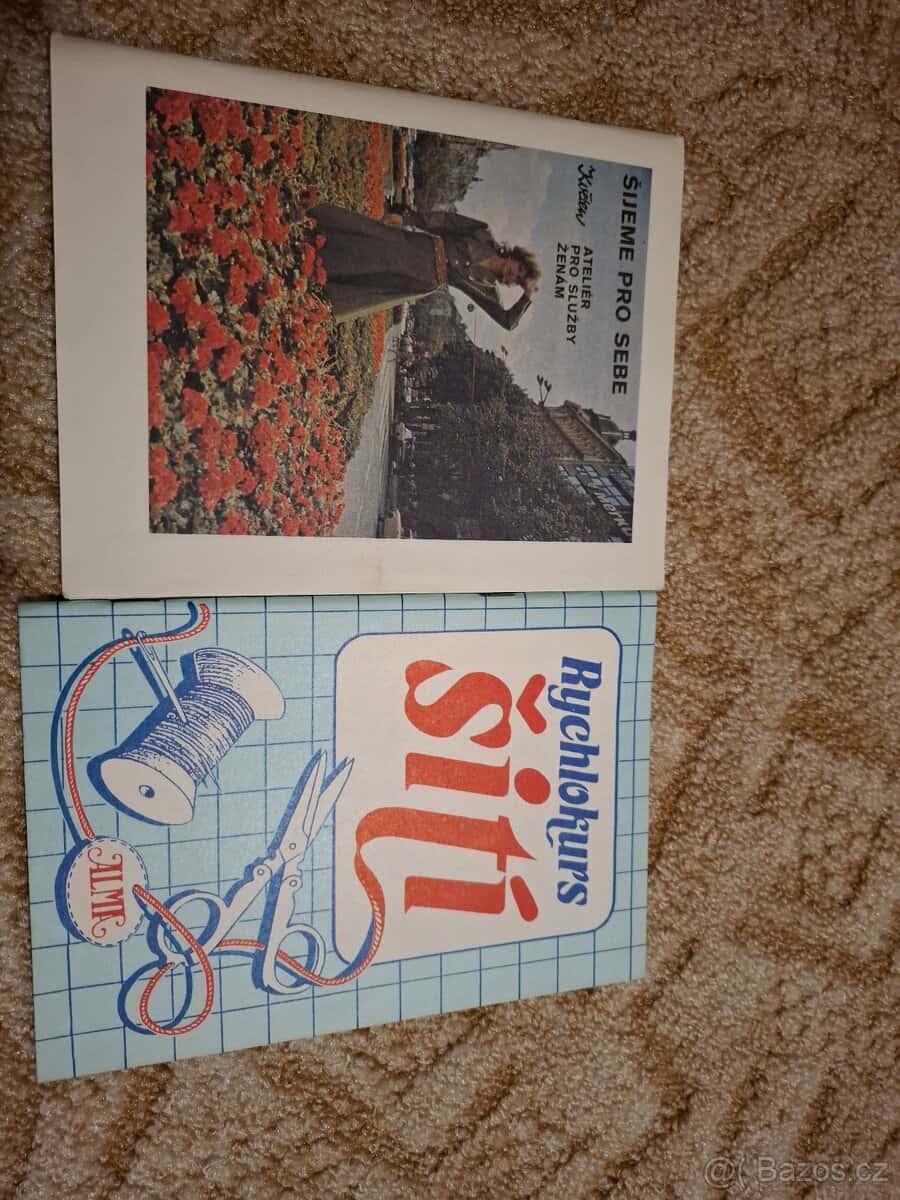 ŠIJEME PRO SEBE
Květen
ATELIÉR
PRO SLUŽBY
ŽENÁM
Rychlokurs
šití
ALMA
@( Bazos.cz